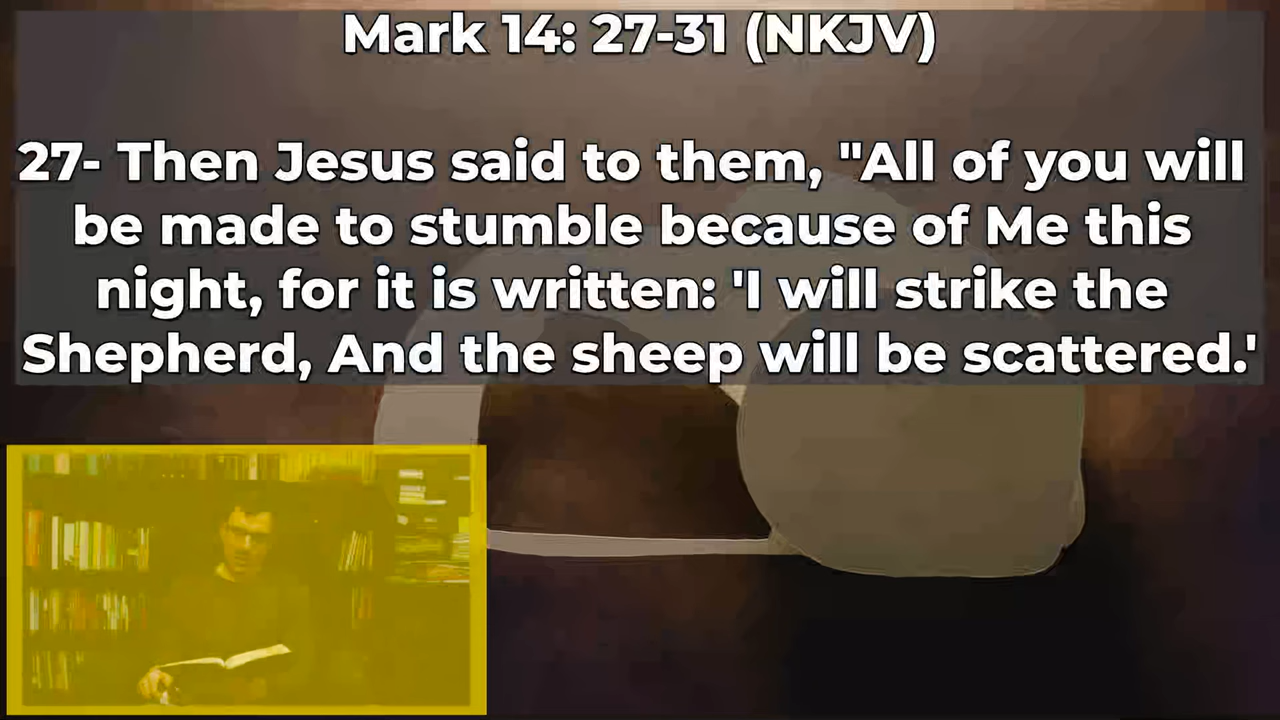 Mark 14: 27-31 (NKJV)
27- Then Jesus said to them, "All of you will
be made to stumble because of Me this
night, for it is written: 'I will strike the
Shepherd, And the sheep will be scattered.'